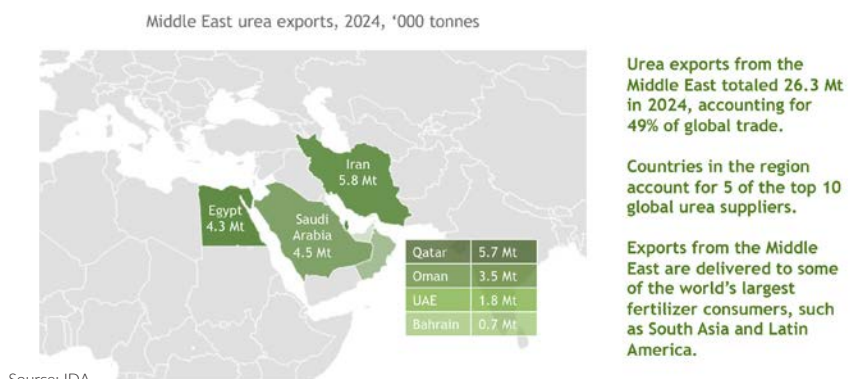 Middle East urea exports, 2024, ‘000 tonnes
Iran
5.8 Mt
Egypt
4.3 Mt
Saudi
Arabia
4.5 Mt
Qatar 5.7 Mt
Oman 3.5 Mt
UAE 1.8 Mt
Bahrain 0.7 Mt
Urea exports from the
Middle East totaled 26.3 Mt
in 2024, accounting for
49% of global trade.
Countries in the region
account for 5 of the top 10
global urea suppliers.
Exports from the Middle
East are delivered to some
of the world’s largest
fertilizer consumers, such
as South Asia and Latin
America.